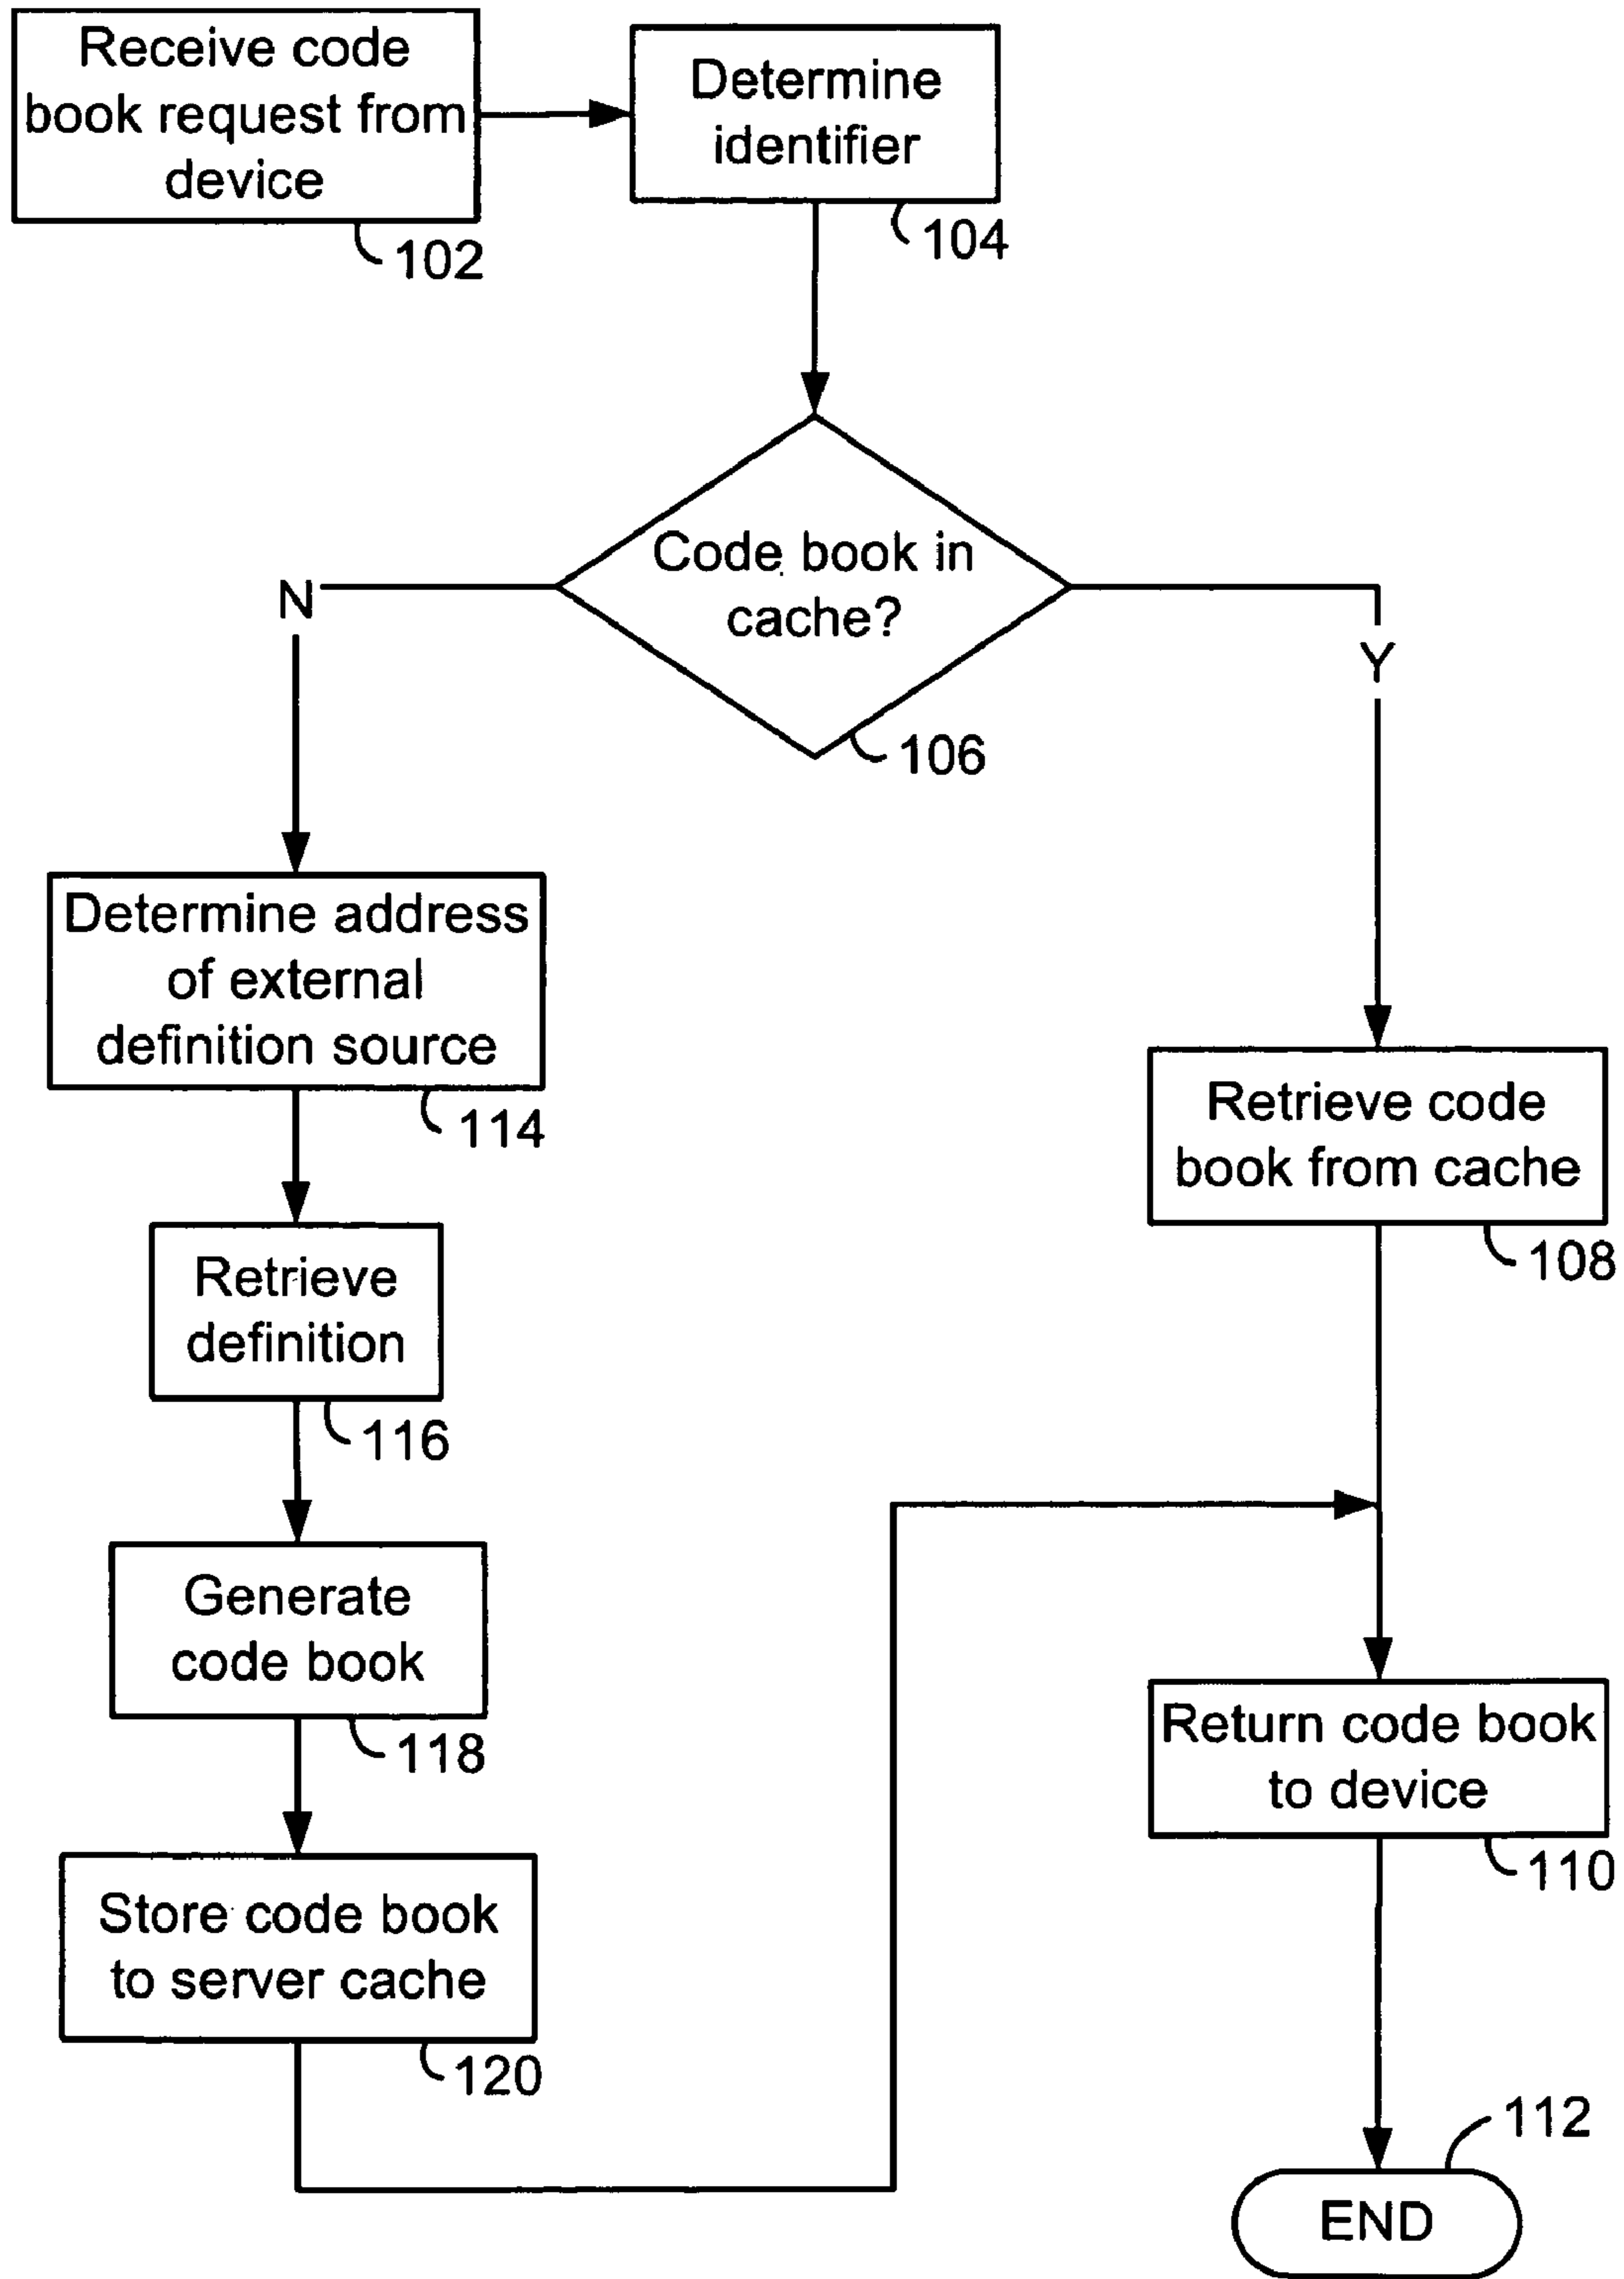 Receive code
book request from
device
102
Determine
identifier
104
Code book in
cache?
106
N
Y
Determine address
of external
definition source
114
Retrieve code
book from cache
108
Retrieve
definition
116
Generate
code book
118
Return code book
to device
110
Store code book
to server cache
120
112
END